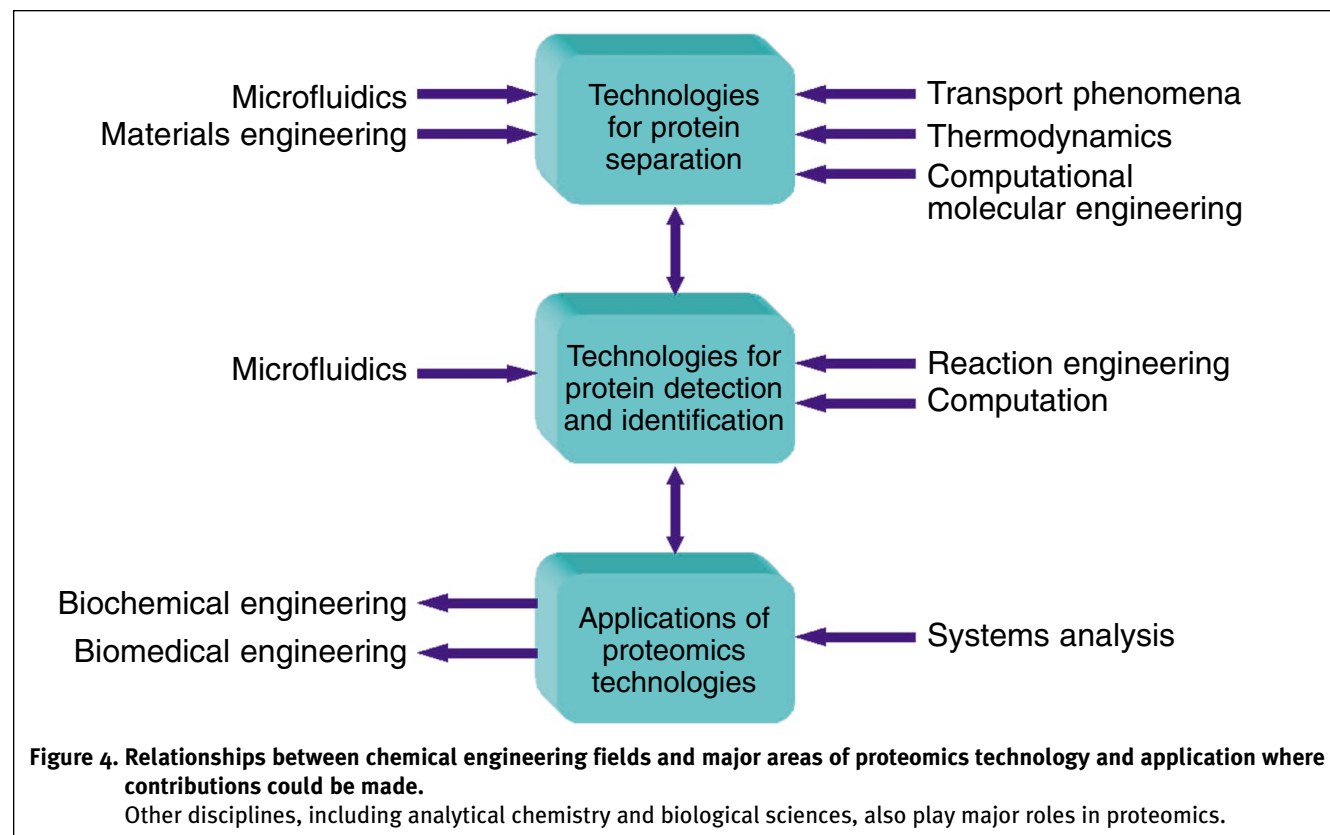 Microfluidics
Materials engineering
Technologies
for protein
separation
Transport phenomena
Thermodynamics
Computational
molecular engineering
Microfluidics
Technologies for
protein detection
and identification
Reaction engineering
Computation
Biochemical engineering
Biomedical engineering
Applications of
proteomics
technologies
Systems analysis
Figure 4. Relationships between chemical engineering fields and major areas of proteomics technology and application where
contributions could be made.
Other disciplines, including analytical chemistry and biological sciences, also play major roles in proteomics.